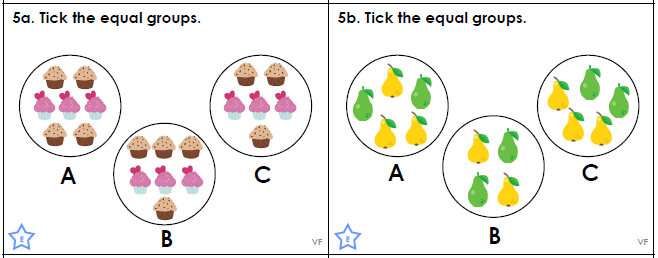 5a. Tick the equal groups.
A
B
C
E
VF
5b. Tick the equal groups.
A
B
C
E
VF